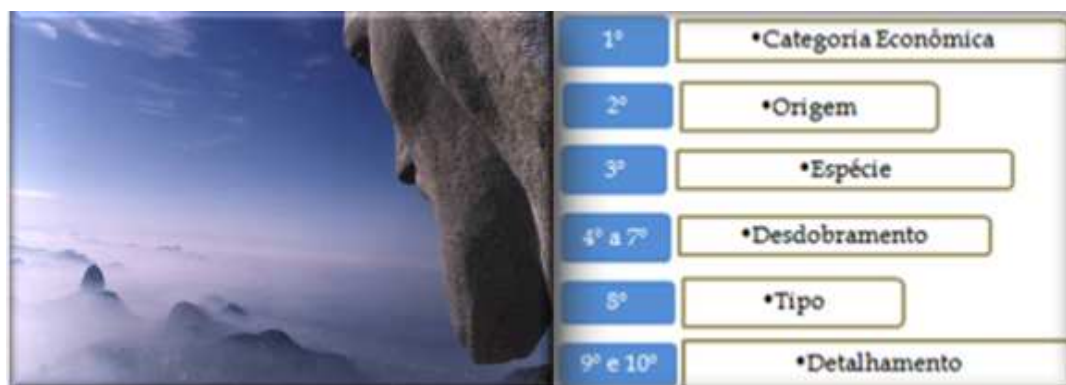 1º •Categoria Econômica
2º •Origem
3º •Espécie
4º a 7º •Desdobramento
8º •Tipo
9º e 10º •Detalhamento